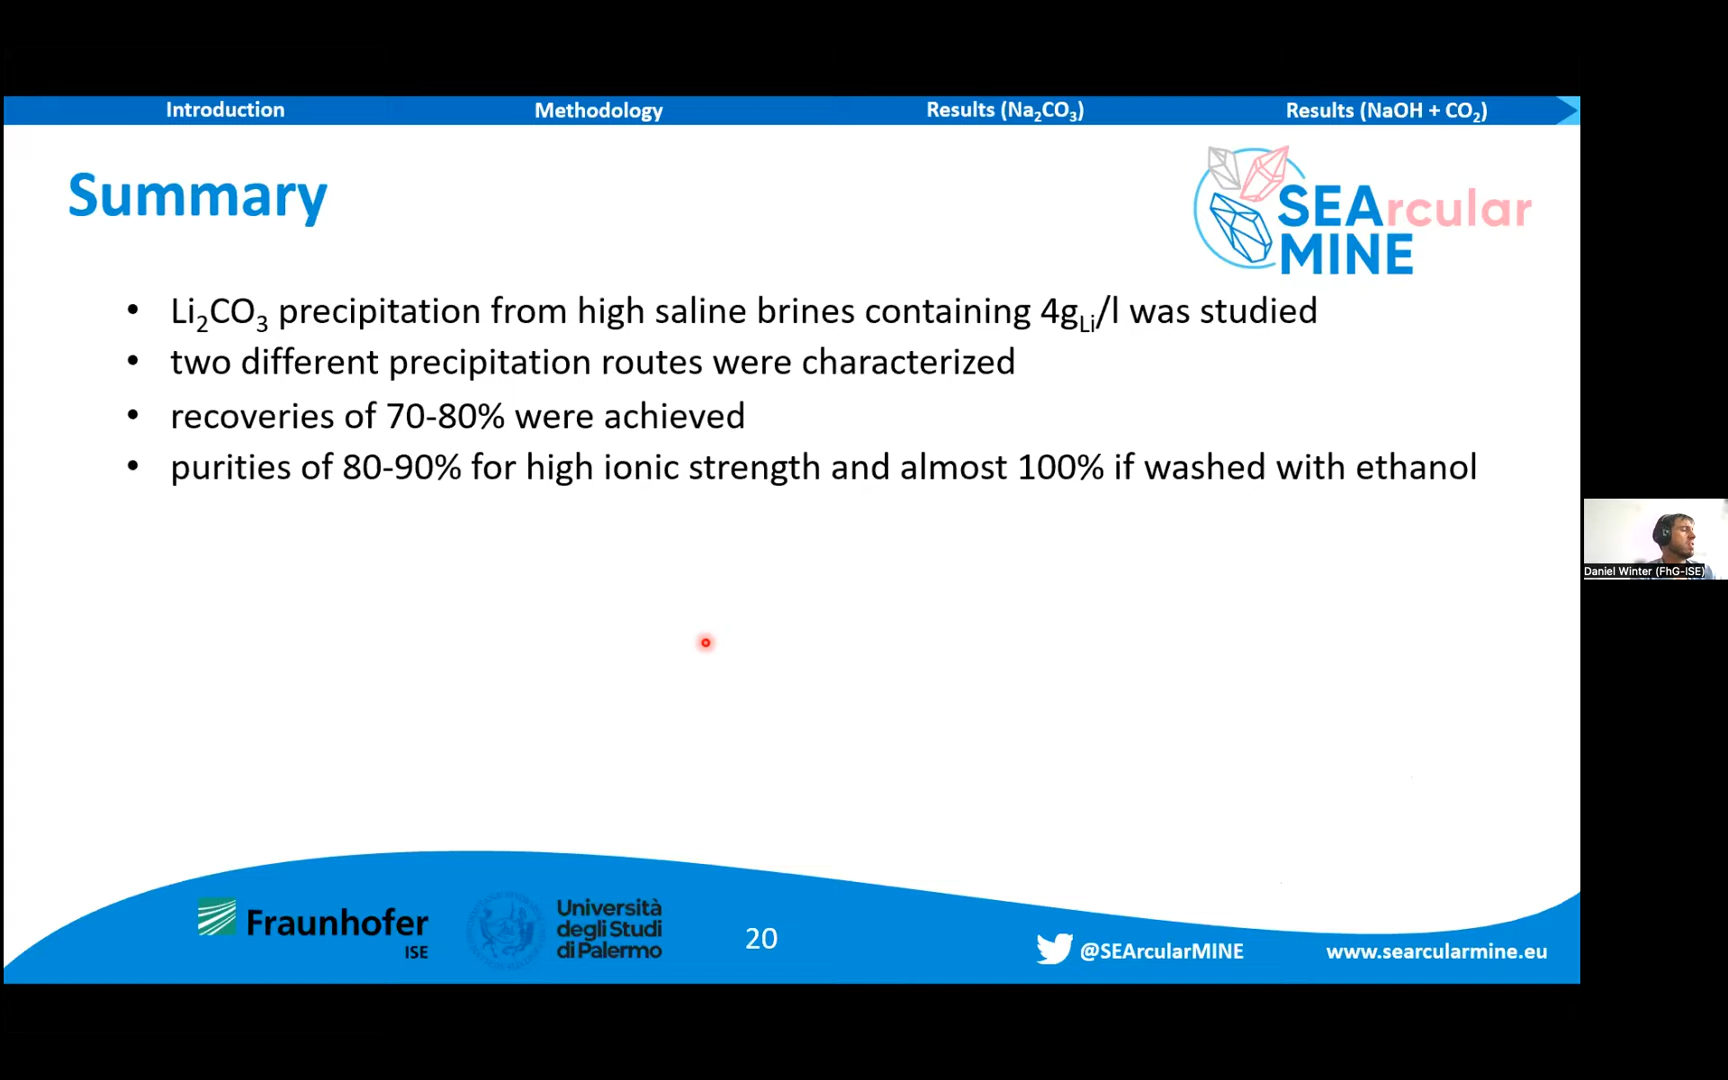 Introduction Methodology Results (Na₂CO₃) Results (NaOH + CO₂)
Summary
SEArcular
MINE
• Li₂CO₃ precipitation from high saline brines containing 4gLi/l was studied
• two different precipitation routes were characterized
• recoveries of 70-80% were achieved
• purities of 80-90% for high ionic strength and almost 100% if washed with ethanol
Daniel Winter (FhG-ISE)
Fraunhofer
ISE
Università
degli Studi
di Palermo
20
@SEArcularMINE
www.searcularmine.eu